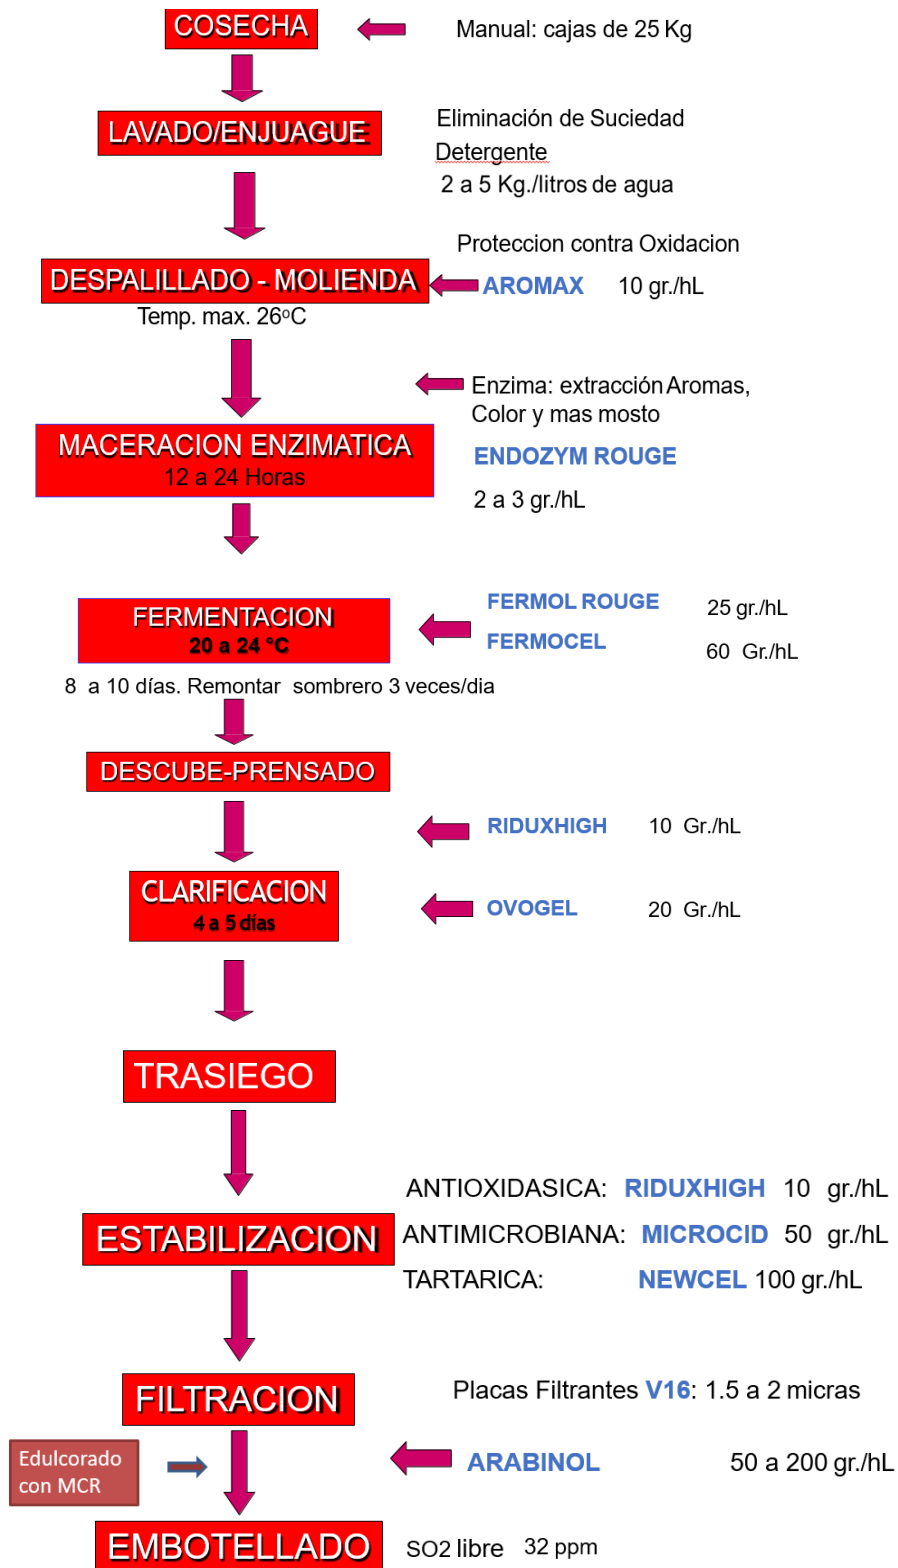 COSECHA
Manual: cajas de 25 Kg
LAVADO/ENJUAGUE
Eliminación de Suciedad
Detergente
2 a 5 Kg./litros de agua
Proteccion contra Oxidacion
DESPALILLADO - MOLIENDA
AROMAX 10 gr./hL
Temp. max. 26ºC
Enzima: extracción Aromas,
Color y mas mosto
MACERACION ENZIMATICA
12 a 24 Horas
ENDOZYM ROUGE
2 a 3 gr./hL
FERMENTACION
20 a 24 °C
FERMOL ROUGE 25 gr./hL
FERMOCEL 60 Gr./hL
8 a 10 días. Remontar sombrero 3 veces/dia
DESCUBE-PRENSADO
RIDUXHIGH 10 Gr./hL
CLARIFICACION
4 a 5 días
OVOGEL 20 Gr./hL
TRASIEGO
ESTABILIZACION
ANTIOXIDASICA: RIDUXHIGH 10 gr./hL
ANTIMICROBIANA: MICROCID 50 gr./hL
TARTARICA: NEWCEL 100 gr./hL
FILTRACION
Placas Filtrantes V16: 1.5 a 2 micras
Edulcorado
con MCR
ARABINOL 50 a 200 gr./hL
EMBOTELLADO
SO2 libre 32 ppm